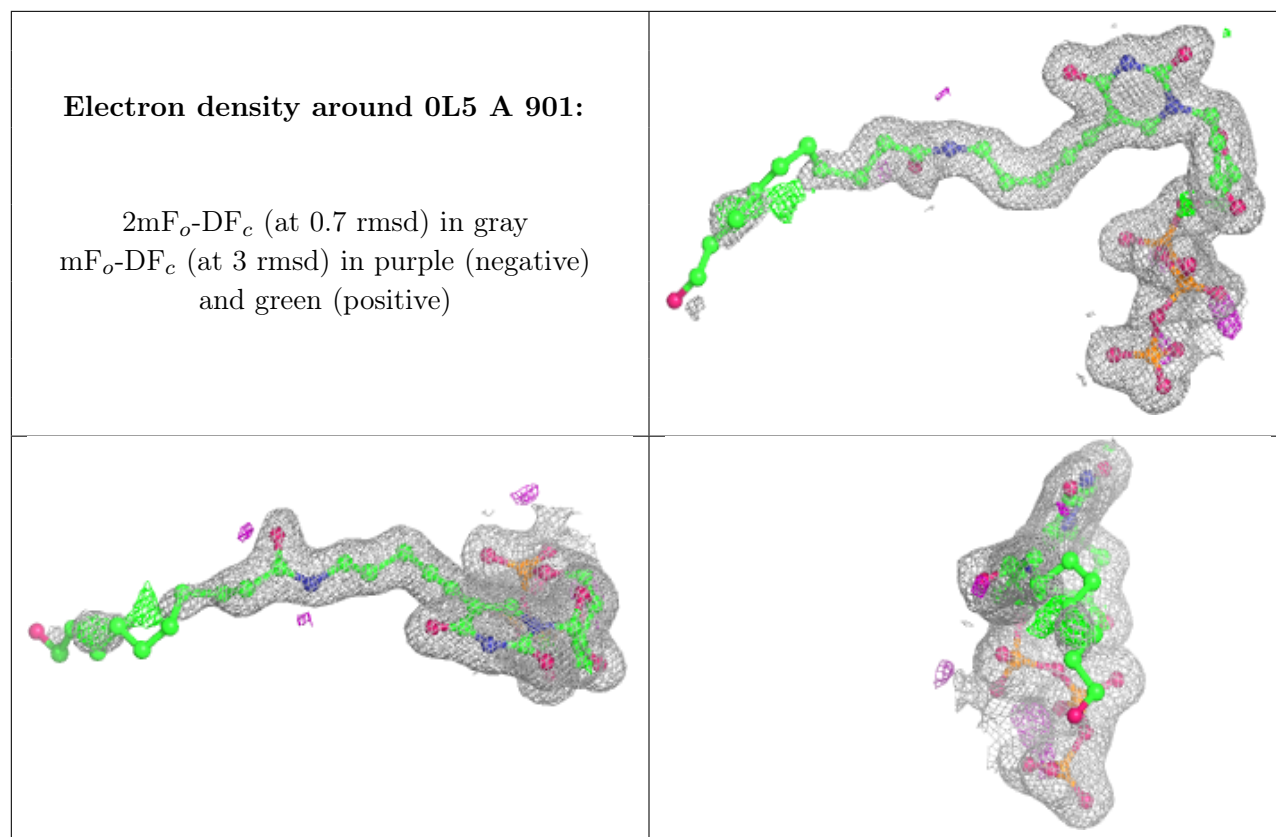 Electron density around 0L5 A 901:
2mFo-DFc (at 0.7 rmsd) in gray
mFo-DFc (at 3 rmsd) in purple (negative)
and green (positive)